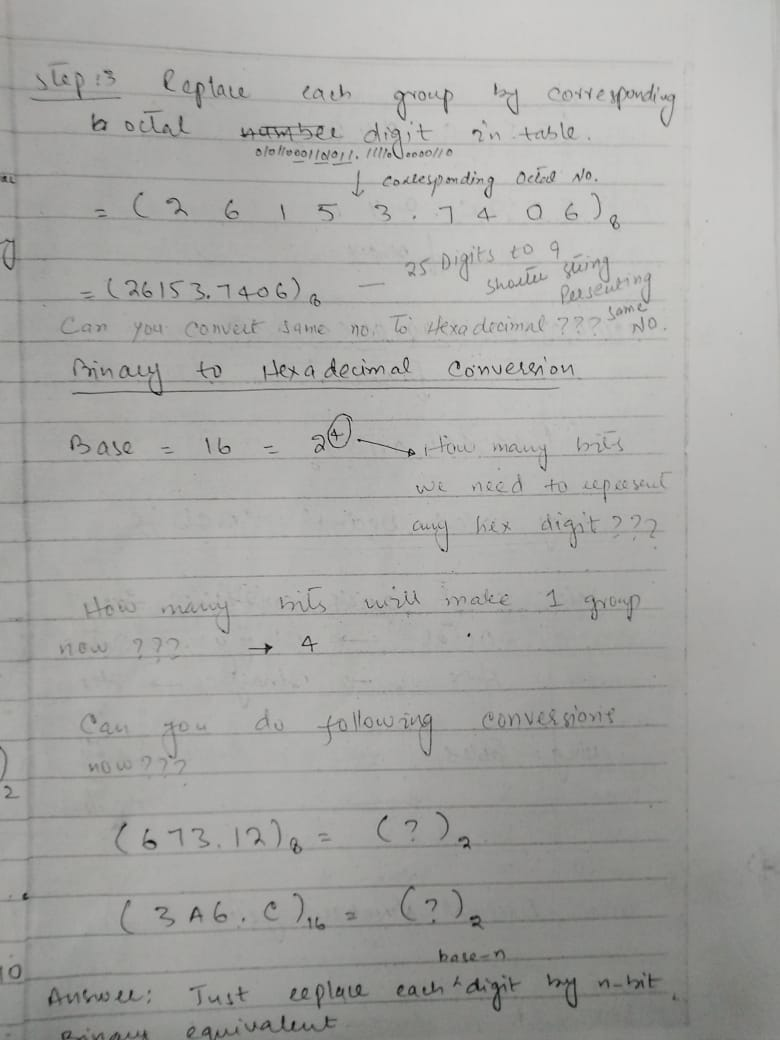 Step:3 Replace each group by corresponding
octal number digit in table.
010110001101011.111100000110
↓ corresponding Octal No.
= (2 6 1 5 3 . 7 4 0 6)8
= (26153.7406)8 — 25 Digits to 9
shorter string
Persenting
same
No.
Can you convert same no. To Hexadecimal ???
Binary to Hexadecimal Conversion
Base = 16 = 2^4 → How many bits
we need to represent
any hex digit ???
How many bits will make 1 group
now ??? → 4
Can you do following conversions
now???
2
(673.12)8 = (?)2
(3A6.C)16 = (?)2
10
base-n
Answer: Just replace each ^ digit by n-bit
Binary equivalent